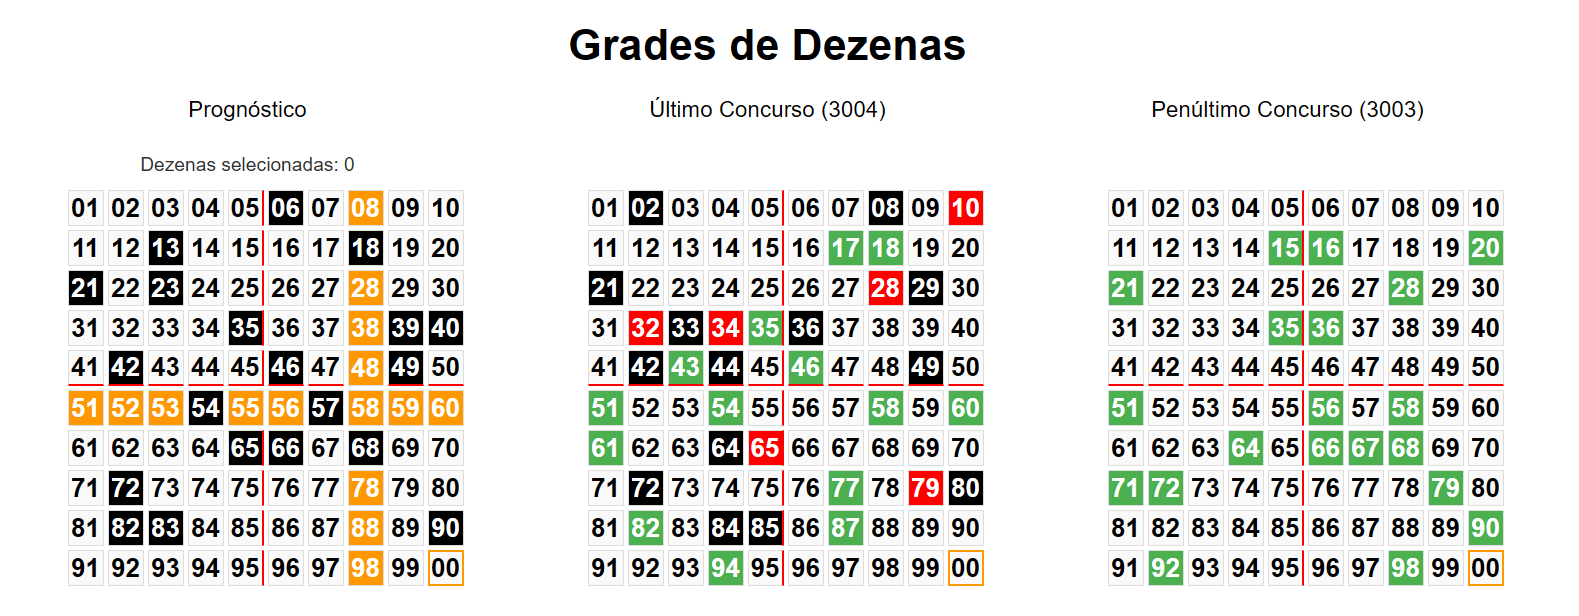 Grades de Dezenas
Prognóstico
Último Concurso (3004)
Penúltimo Concurso (3003)
Dezenas selecionadas: 0
01 02 03 04 05 06 07 08 09 10
11 12 13 14 15 16 17 18 19 20
21 22 23 24 25 26 27 28 29 30
31 32 33 34 35 36 37 38 39 40
41 42 43 44 45 46 47 48 49 50
51 52 53 54 55 56 57 58 59 60
61 62 63 64 65 66 67 68 69 70
71 72 73 74 75 76 77 78 79 80
81 82 83 84 85 86 87 88 89 90
91 92 93 94 95 96 97 98 99 00
01 02 03 04 05 06 07 08 09 10
11 12 13 14 15 16 17 18 19 20
21 22 23 24 25 26 27 28 29 30
31 32 33 34 35 36 37 38 39 40
41 42 43 44 45 46 47 48 49 50
51 52 53 54 55 56 57 58 59 60
61 62 63 64 65 66 67 68 69 70
71 72 73 74 75 76 77 78 79 80
81 82 83 84 85 86 87 88 89 90
91 92 93 94 95 96 97 98 99 00
01 02 03 04 05 06 07 08 09 10
11 12 13 14 15 16 17 18 19 20
21 22 23 24 25 26 27 28 29 30
31 32 33 34 35 36 37 38 39 40
41 42 43 44 45 46 47 48 49 50
51 52 53 54 55 56 57 58 59 60
61 62 63 64 65 66 67 68 69 70
71 72 73 74 75 76 77 78 79 80
81 82 83 84 85 86 87 88 89 90
91 92 93 94 95 96 97 98 99 00